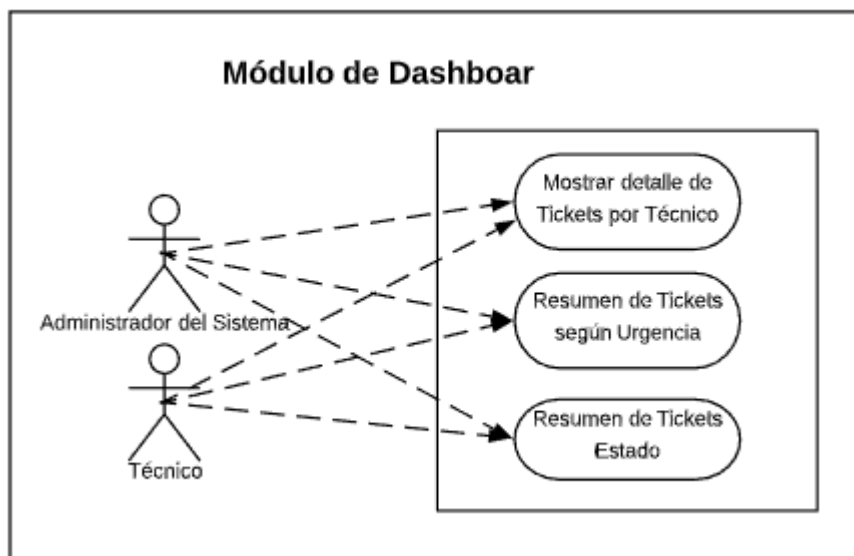 Módulo de Dashboar
Mostrar detalle de
Tickets por Técnico
Administrador del Sistema
Resumen de Tickets
según Urgencia
Técnico
Resumen de Tickets
Estado